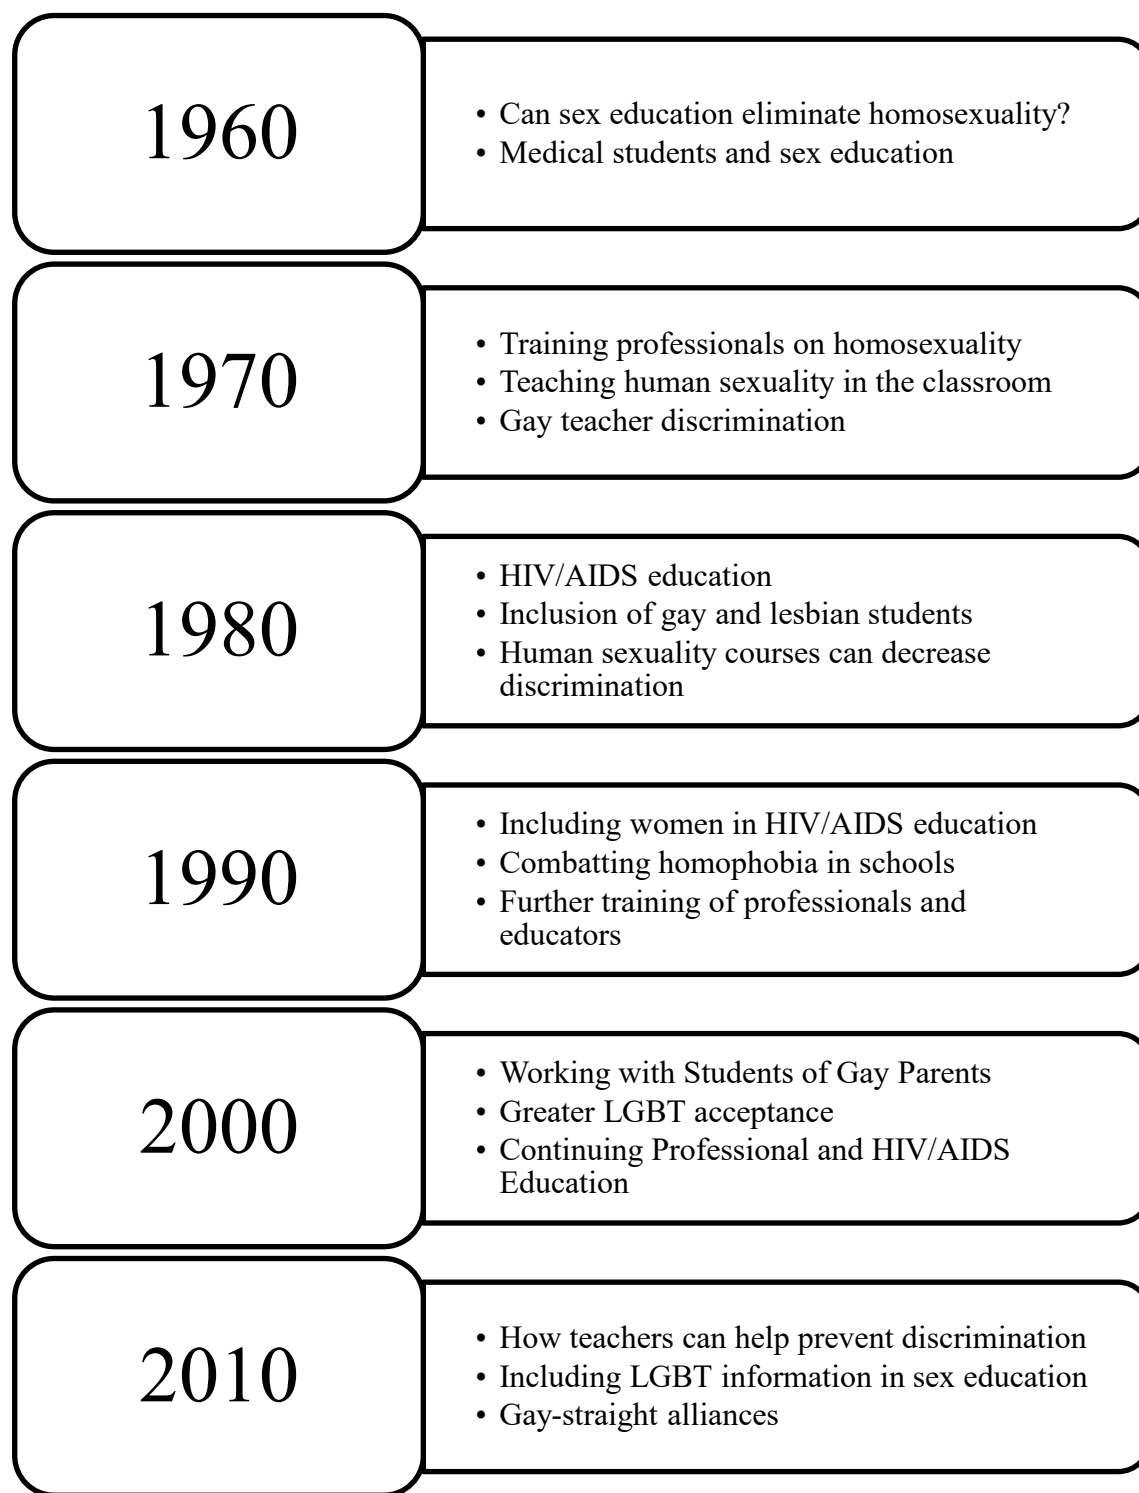 1960
• Can sex education eliminate homosexuality?
• Medical students and sex education
1970
• Training professionals on homosexuality
• Teaching human sexuality in the classroom
• Gay teacher discrimination
1980
• HIV/AIDS education
• Inclusion of gay and lesbian students
• Human sexuality courses can decrease
discrimination
1990
• Including women in HIV/AIDS education
• Combatting homophobia in schools
• Further training of professionals and
educators
2000
• Working with Students of Gay Parents
• Greater LGBT acceptance
• Continuing Professional and HIV/AIDS
Education
2010
• How teachers can help prevent discrimination
• Including LGBT information in sex education
• Gay-straight alliances